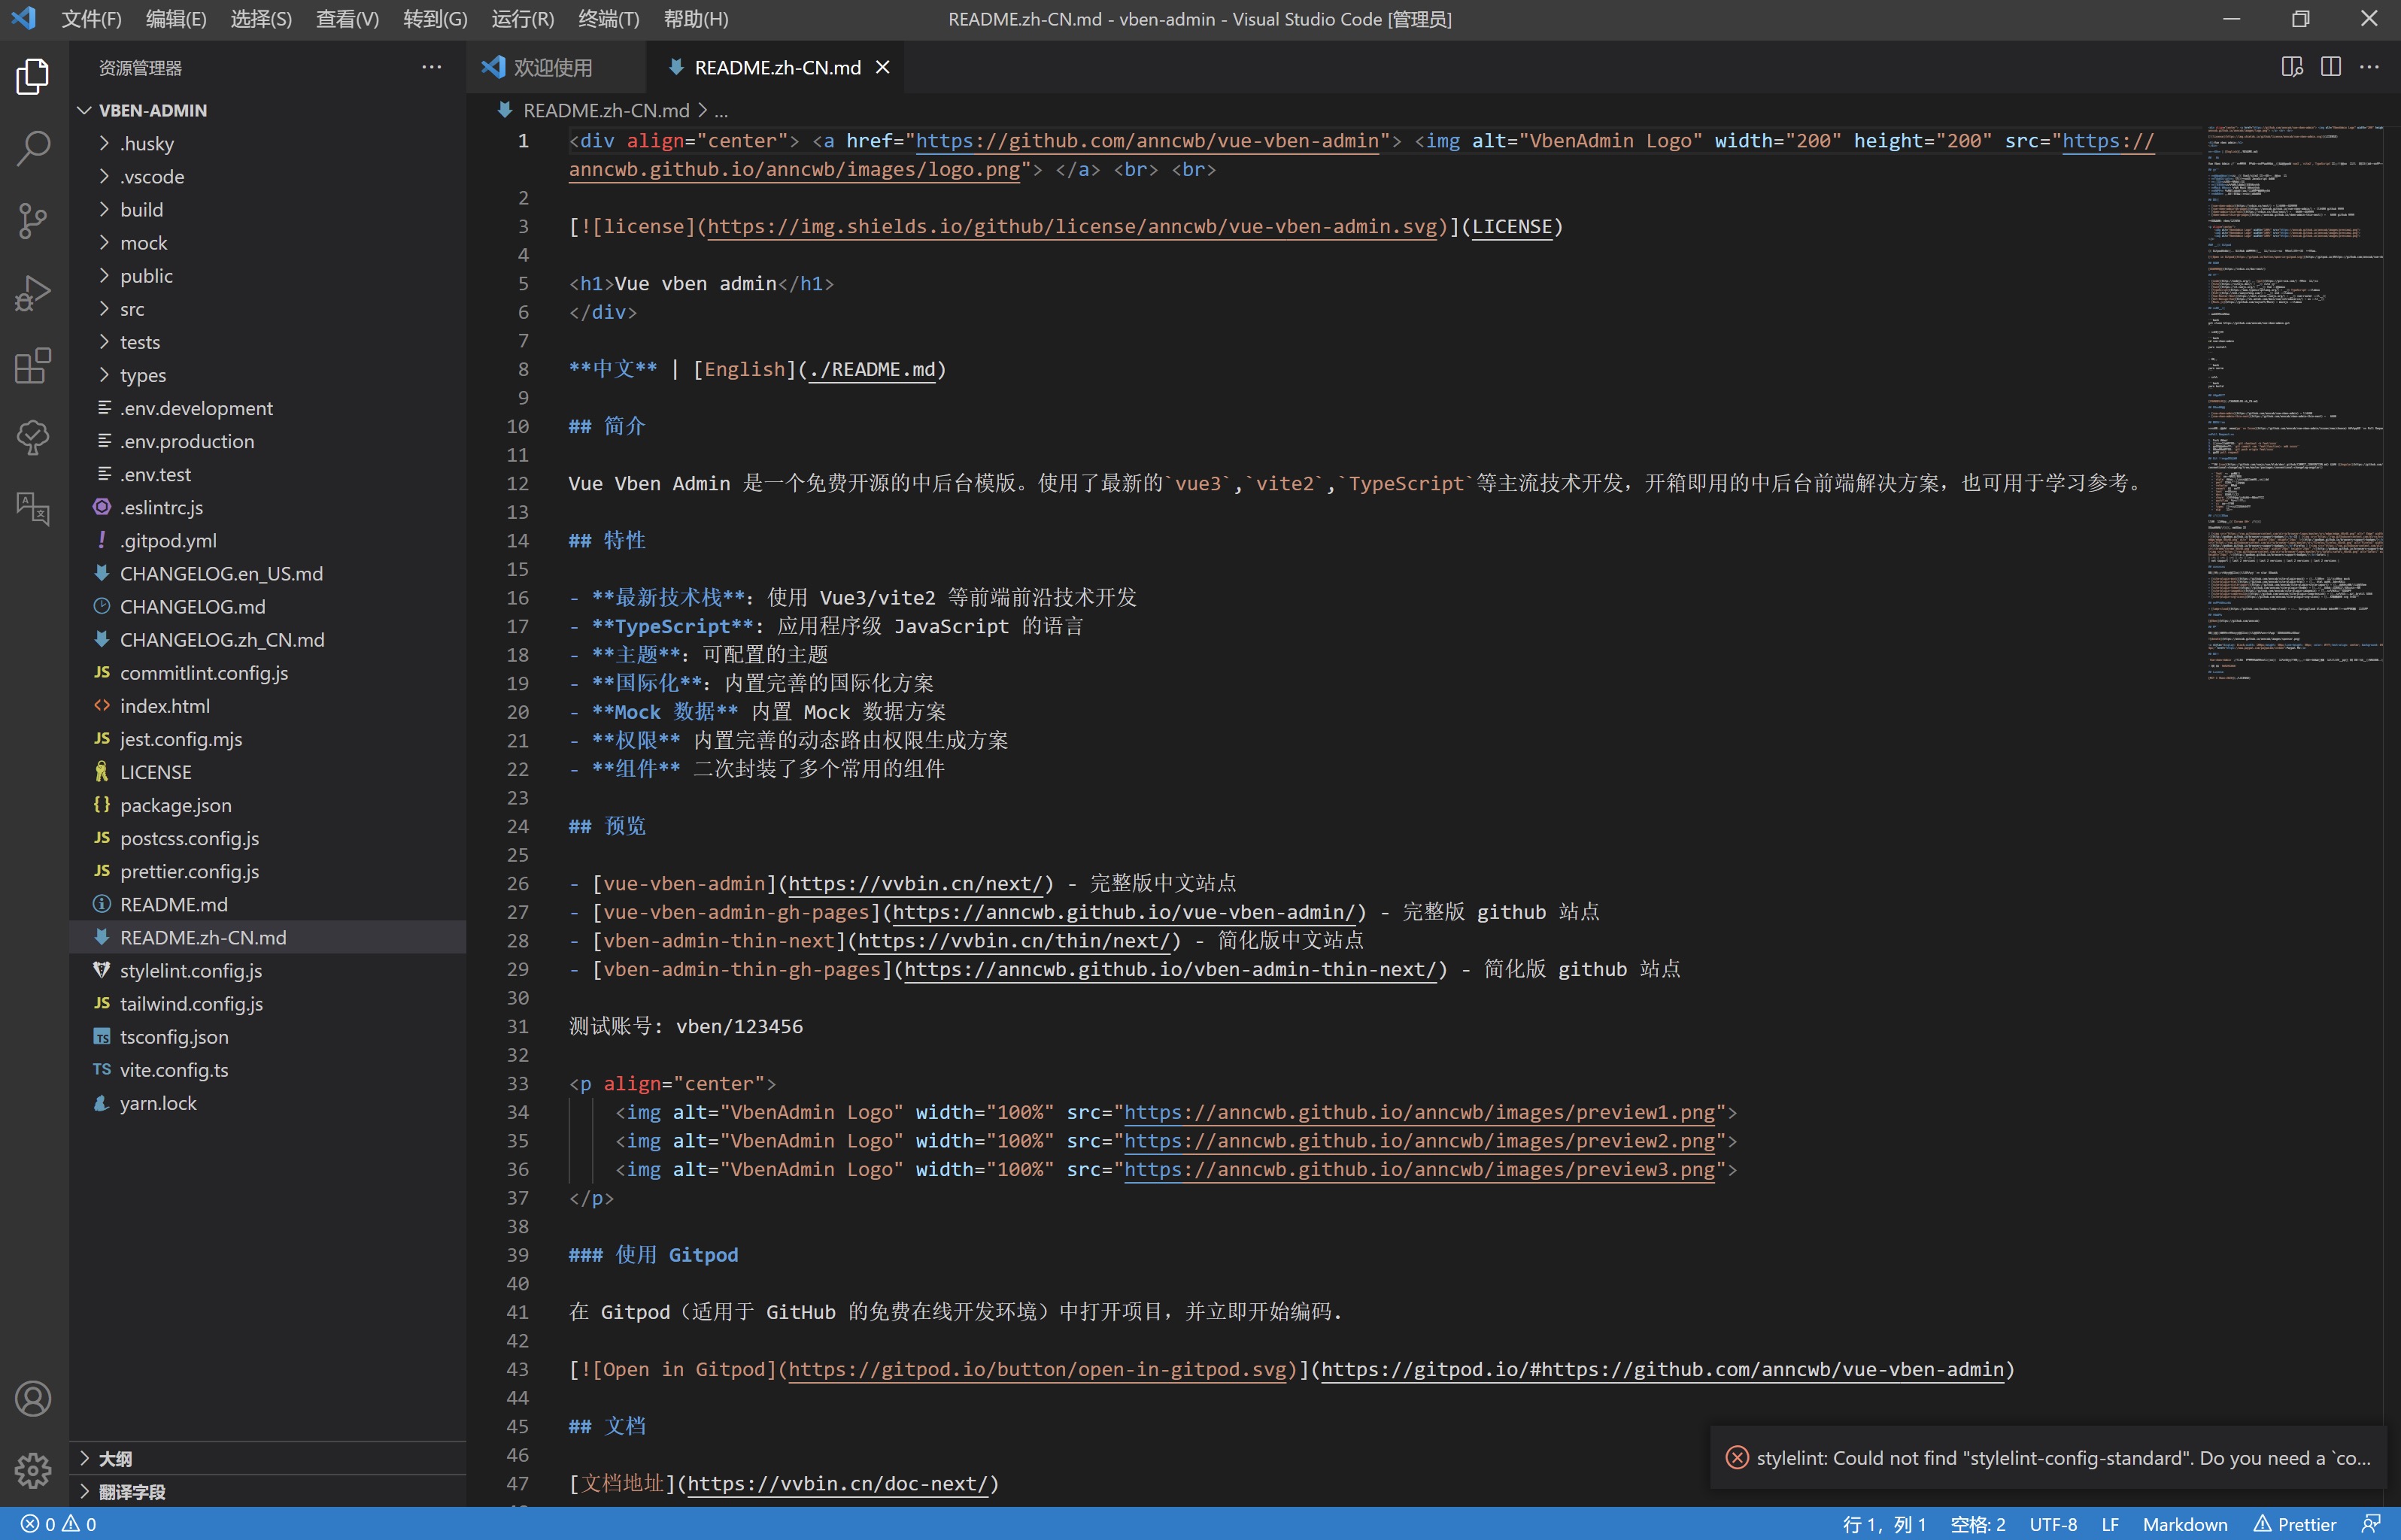 文件(F) 编辑(E) 选择(S) 查看(V) 转到(G) 运行(R) 终端(T) 帮助(H) README.zh-CN.md - vben-admin - Visual Studio Code [管理员]
资源管理器
VBEN-ADMIN
.husky
.vscode
build
mock
public
src
tests
types
.env.development
.env.production
.env.test
.eslintrc.js
.gitpod.yml
CHANGELOG.en_US.md
CHANGELOG.md
CHANGELOG.zh_CN.md
JS commitlint.config.js
index.html
JS jest.config.mjs
LICENSE
package.json
JS postcss.config.js
JS prettier.config.js
README.md
README.zh-CN.md
stylelint.config.js
JS tailwind.config.js
TS tsconfig.json
TS vite.config.ts
yarn.lock
大纲
翻译字段
欢迎使用 README.zh-CN.md
README.zh-CN.md > ...
1 <div align="center"> <a href="https://github.com/anncwb/vue-vben-admin"> <img alt="VbenAdmin Logo" width="200" height="200" src="https://
anncwb.github.io/anncwb/images/logo.png"> </a> <br> <br>
2
3 [![license](https://img.shields.io/github/license/anncwb/vue-vben-admin.svg)](LICENSE)
4
5 <h1>Vue vben admin</h1>
6 </div>
7
8 **中文** | [English](./README.md)
9
10 ## 简介
11
12 Vue Vben Admin 是一个免费开源的中后台模版。使用了最新的`vue3`,`vite2`,`TypeScript`等主流技术开发，开箱即用的中后台前端解决方案，也可用于学习参考。
13
14 ## 特性
15
16 - **最新技术栈**：使用 Vue3/vite2 等前端前沿技术开发
17 - **TypeScript**: 应用程序级 JavaScript 的语言
18 - **主题**：可配置的主题
19 - **国际化**：内置完善的国际化方案
20 - **Mock 数据** 内置 Mock 数据方案
21 - **权限** 内置完善的动态路由权限生成方案
22 - **组件** 二次封装了多个常用的组件
23
24 ## 预览
25
26 - [vue-vben-admin](https://vvbin.cn/next/) - 完整版中文站点
27 - [vue-vben-admin-gh-pages](https://anncwb.github.io/vue-vben-admin/) - 完整版 github 站点
28 - [vben-admin-thin-next](https://vvbin.cn/thin/next/) - 简化版中文站点
29 - [vben-admin-thin-gh-pages](https://anncwb.github.io/vben-admin-thin-next/) - 简化版 github 站点
30
31 测试账号: vben/123456
32
33 <p align="center">
34 <img alt="VbenAdmin Logo" width="100%" src="https://anncwb.github.io/anncwb/images/preview1.png">
35 <img alt="VbenAdmin Logo" width="100%" src="https://anncwb.github.io/anncwb/images/preview2.png">
36 <img alt="VbenAdmin Logo" width="100%" src="https://anncwb.github.io/anncwb/images/preview3.png">
37 </p>
38
39 ### 使用 Gitpod
40
41 在 Gitpod（适用于 GitHub 的免费在线开发环境）中打开项目，并立即开始编码.
42
43 [![Open in Gitpod](https://gitpod.io/button/open-in-gitpod.svg)](https://gitpod.io/#https://github.com/anncwb/vue-vben-admin)
44
45 ## 文档
46
47 [文档地址](https://vvbin.cn/doc-next/)
stylelint: Could not find "stylelint-config-standard". Do you need a `co...
0 0 行 1，列 1 空格: 2 UTF-8 LF Markdown Prettier